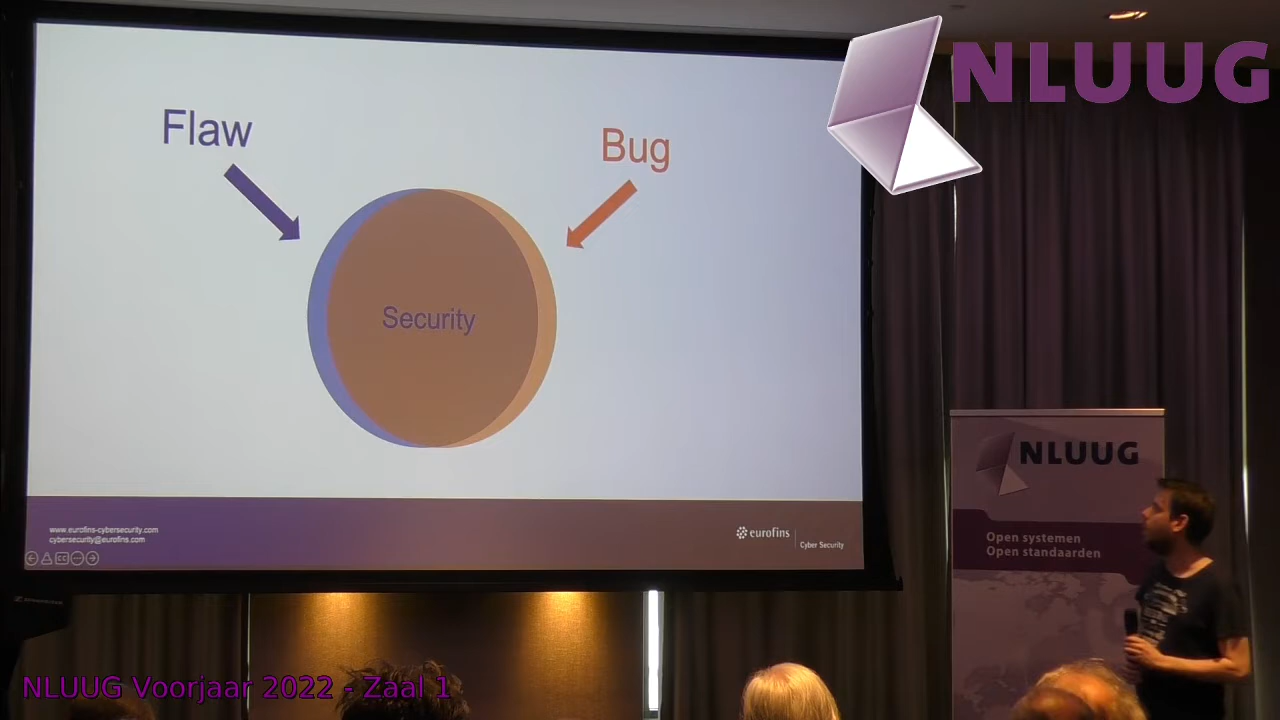 NLUUG
Flaw
Bug
Security
www.eurofins-cybersecurity.com
cybersecurity@eurofins.com
eurofins
Cyber Security
NLUUG
Open systemen
Open standaarden
NLUUG Voorjaar 2022 - Zaal 1